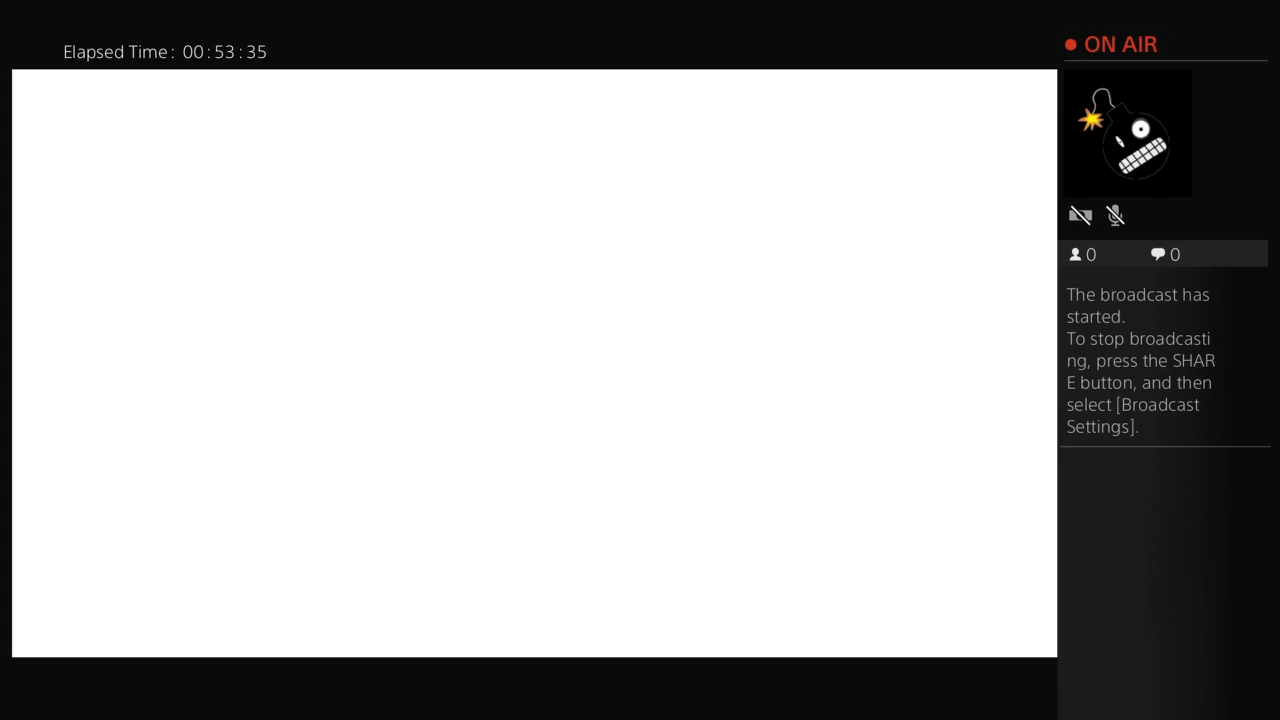 Elapsed Time: 00:53:35
ON AIR
0 0
The broadcast has
started.
To stop broadcasti
ng, press the SHAR
E button, and then
select [Broadcast
Settings].